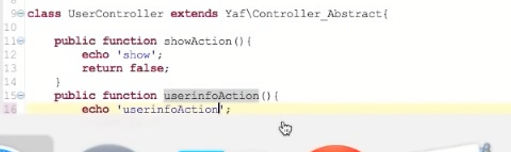 9 class UserController extends Yaf\Controller_Abstract{
10
11 public function showAction(){
12 echo 'show';
13 return false;
14 }
15 public function userinfoAction(){
16 echo 'userinfoAction';